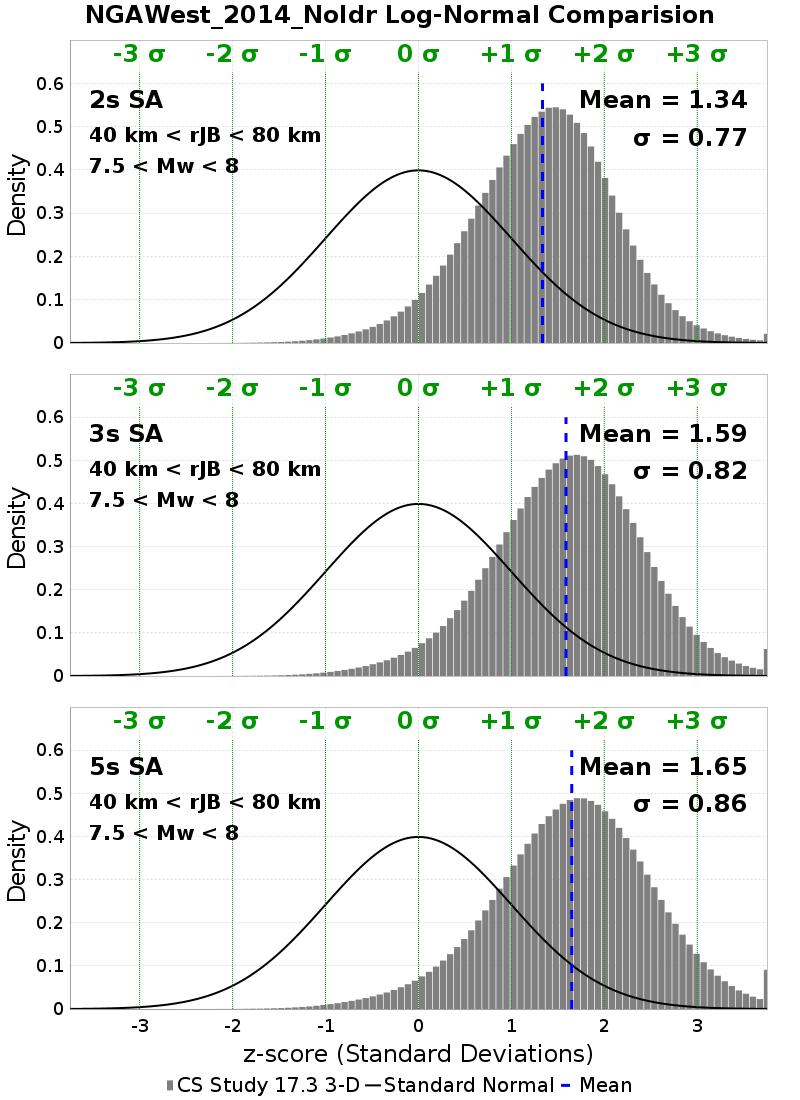 NGAWest_2014_NoIdr Log-Normal Comparision
-3 σ -2 σ -1 σ 0 σ +1 σ +2 σ +3 σ
0.6
2s SA Mean = 1.34
0.5
40 km < rJB < 80 km σ = 0.77
7.5 < Mw < 8
0.4
0.3
0.2
0.1
0
Density
-3 σ -2 σ -1 σ 0 σ +1 σ +2 σ +3 σ
0.6
3s SA Mean = 1.59
0.5
40 km < rJB < 80 km σ = 0.82
7.5 < Mw < 8
0.4
0.3
0.2
0.1
0
Density
-3 σ -2 σ -1 σ 0 σ +1 σ +2 σ +3 σ
0.6
5s SA Mean = 1.65
0.5
40 km < rJB < 80 km σ = 0.86
7.5 < Mw < 8
0.4
0.3
0.2
0.1
0
Density
-3 -2 -1 0 1 2 3
z-score (Standard Deviations)
CS Study 17.3 3-D Standard Normal Mean